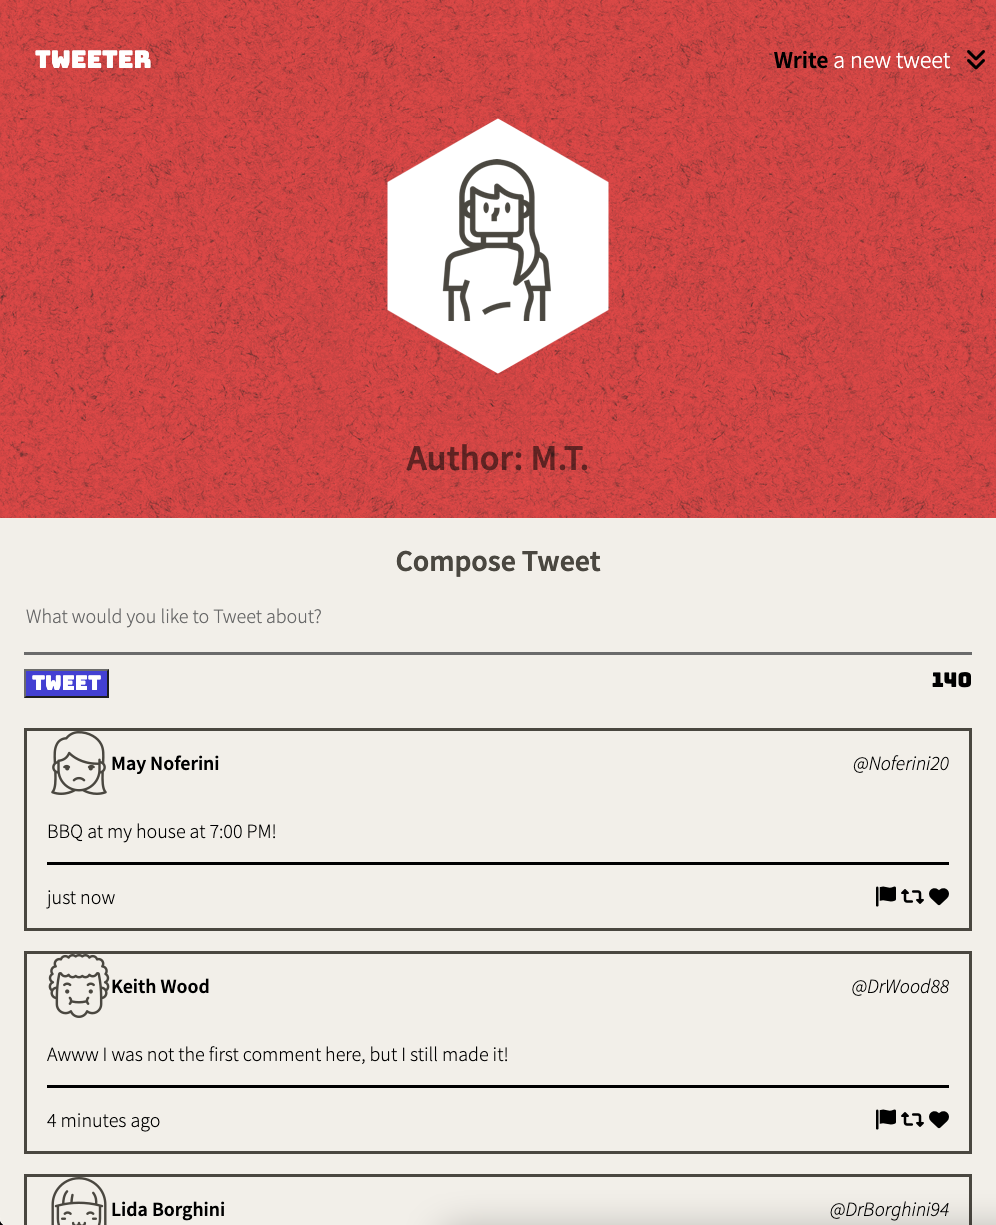 TWEETER
Write a new tweet
Author: M.T.
Compose Tweet
What would you like to Tweet about?
TWEET 140
May Noferini @Noferini20
BBQ at my house at 7:00 PM!
just now
Keith Wood @DrWood88
Awww I was not the first comment here, but I still made it!
4 minutes ago
Lida Borghini @DrBorghini94